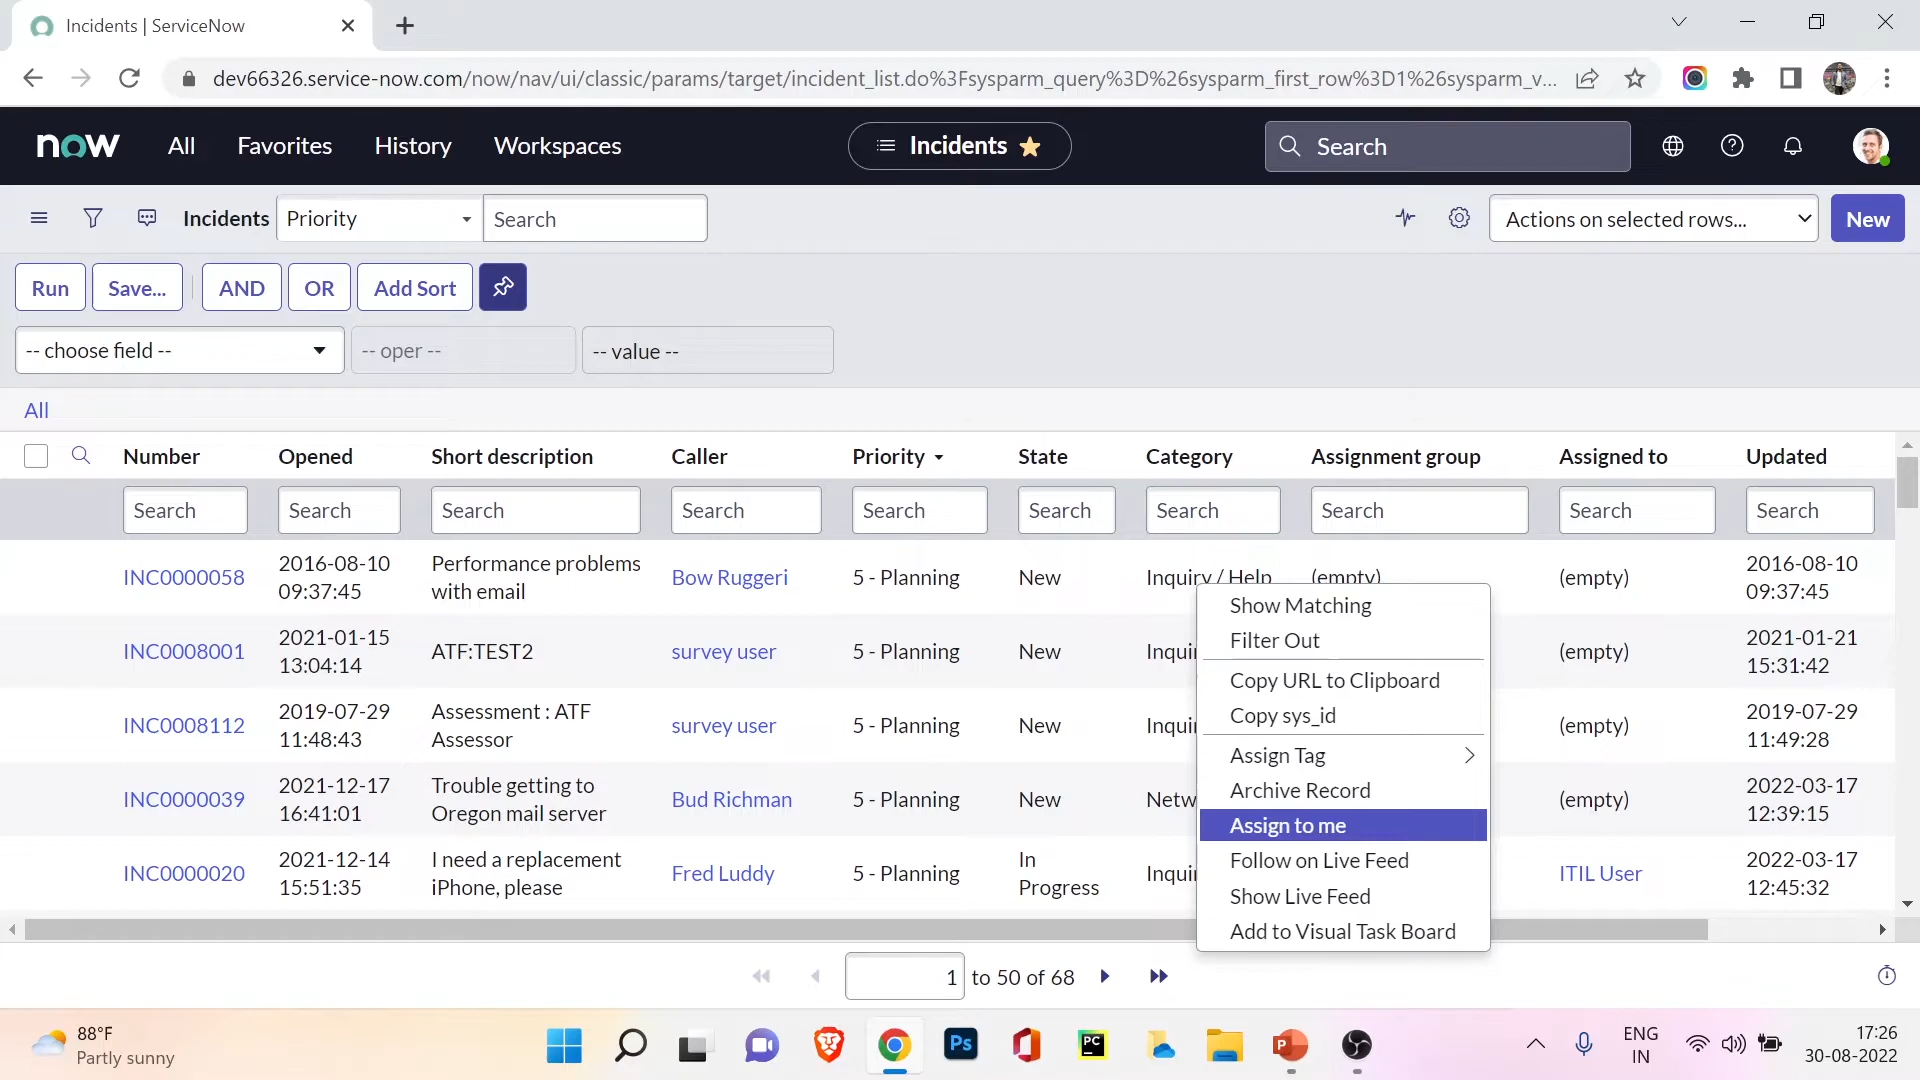 Incidents | ServiceNow
dev66326.service-now.com/now/nav/ui/classic/params/target/incident_list.do%3Fsysparm_query%3D%26sysparm_first_row%3D1%26sysparm_v...
now All Favorites History Workspaces Incidents Search
Incidents Priority Search Actions on selected rows... New
Run Save... AND OR Add Sort
-- choose field -- -- oper -- -- value --
All
Number Opened Short description Caller Priority State Category Assignment group Assigned to Updated
Search Search Search Search Search Search Search Search Search Search
INC0000058 2016-08-10 09:37:45 Performance problems with email Bow Ruggeri 5 - Planning New Inquiry / Help (empty) (empty) 2016-08-10 09:37:45
INC0008001 2021-01-15 13:04:14 ATF:TEST2 survey user 5 - Planning New Inqui (empty) 2021-01-21 15:31:42
INC0008112 2019-07-29 11:48:43 Assessment : ATF Assessor survey user 5 - Planning New Inqui (empty) 2019-07-29 11:49:28
INC0000039 2021-12-17 16:41:01 Trouble getting to Oregon mail server Bud Richman 5 - Planning New Netw (empty) 2022-03-17 12:39:15
INC0000020 2021-12-14 15:51:35 I need a replacement iPhone, please Fred Luddy 5 - Planning In Progress Inqui ITIL User 2022-03-17 12:45:32
Show Matching
Filter Out
Copy URL to Clipboard
Copy sys_id
Assign Tag
Archive Record
Assign to me
Follow on Live Feed
Show Live Feed
Add to Visual Task Board
1 to 50 of 68
88°F
Partly sunny
Ps
PC
P
ENG
IN
17:26
30-08-2022